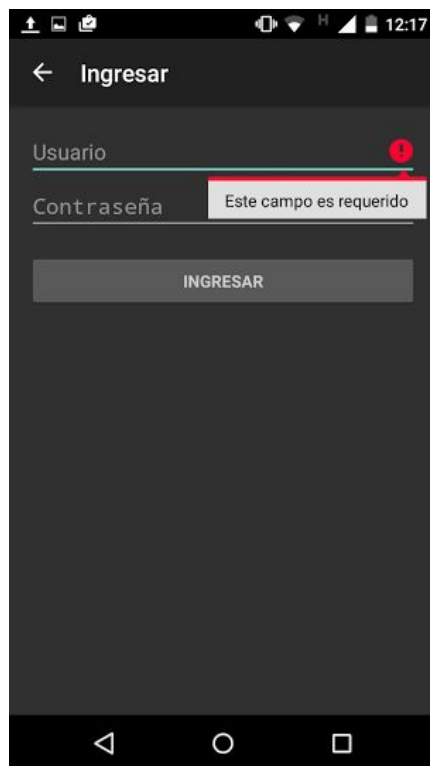 H 12:17
Ingresar
Usuario
Este campo es requerido
Contraseña
INGRESAR